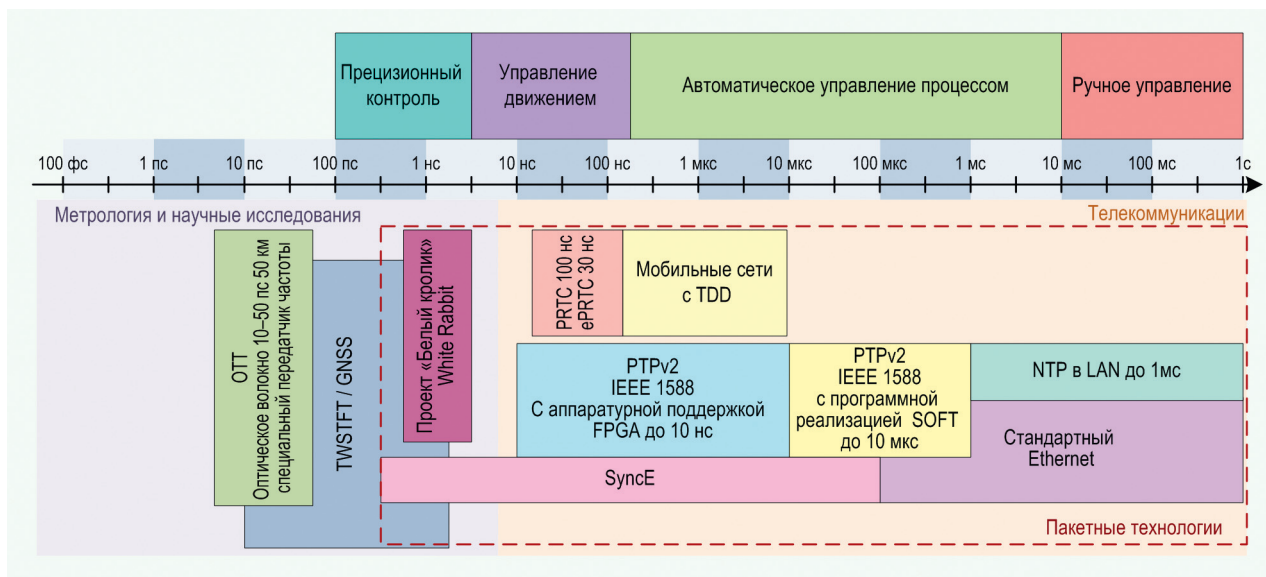 Прецизионный
контроль
Управление
движением
Автоматическое управление процессом
Ручное управление
100 фс
1 пс
10 пс
100 пс
1 нс
10 нс
100 нс
1 мкс
10 мкс
100 мкс
1 мс
10 мс
100 мс
1с
Метрология и научные исследования
Телекоммуникации
ОТТ
Оптическое волокно 10–50 пс 50 км
специальный передатчик частоты
TWSTFT / GNSS
Проект «Белый кролик»
White Rabbit
PRTC 100 нс
ePRTC 30 нс
Мобильные сети
с TDD
PTPv2
IEEE 1588
С аппаратурной поддержкой
FPGA до 10 нс
PTPv2
IEEE 1588
с программной
реализацией SOFT
до 10 мкс
NTP в LAN до 1мс
Стандартный
Ethernet
SyncE
Пакетные технологии